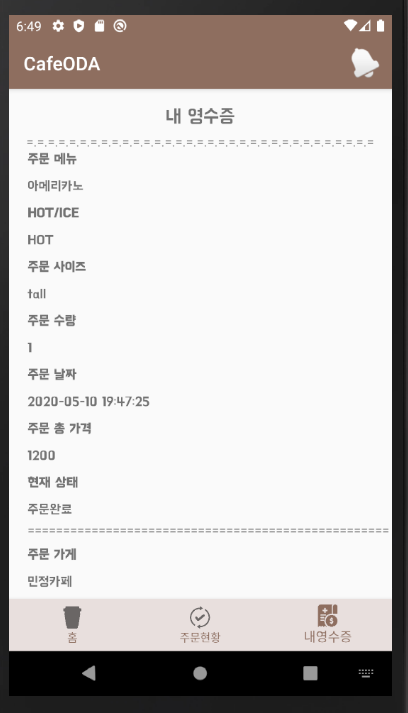 6:49
CafeODA
내 영수증
=.=.=.=.=.=.=.=.=.=.=.=.=.=.=.=.=.=.=.=.=.=.=.=.=.=.=.=.=.=.=.=.=
주문 메뉴
아메리카노
HOT/ICE
HOT
주문 사이즈
tall
주문 수량
1
주문 날짜
2020-05-10 19:47:25
주문 총 가격
1200
현재 상태
주문완료
==================================================
주문 가게
민정카페
홈
주문현황
내영수증